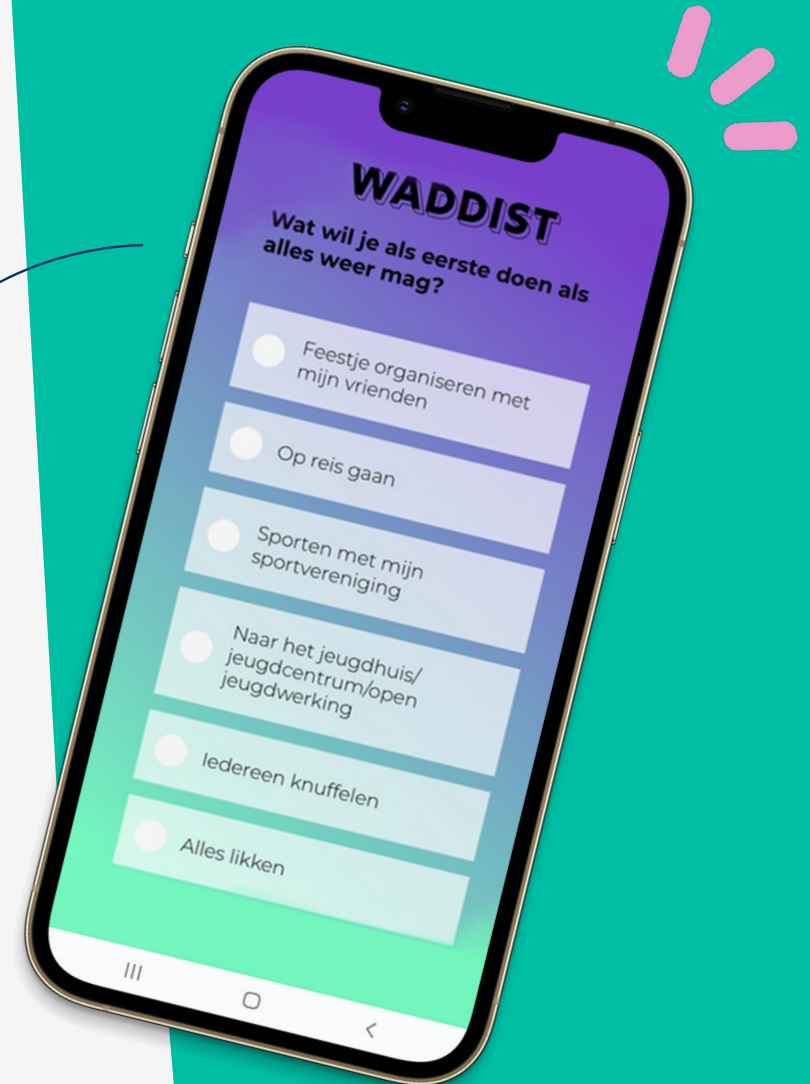 WADDIST
Wat wil je als eerste doen als
alles weer mag?
Feestje organiseren met
mijn vrienden
Op reis gaan
Sporten met mijn
sportvereniging
Naar het jeugdhuis/
jeugdcentrum/open
jeugdwerking
Iedereen knuffelen
Alles likken